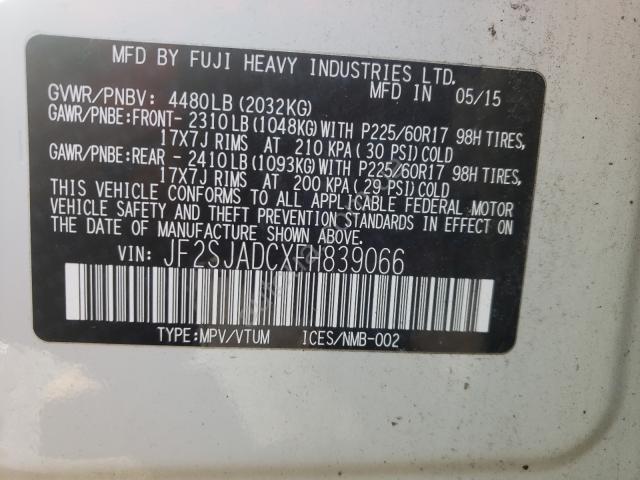 MFD BY FUJI HEAVY INDUSTRIES LTD.
MFD IN 05/15
GVWR/PNBV: 4480LB(2032KG)
GAWR/PNBE:FRONT- 2310LB(1048KG)WITH P225/60R17 98H TIRES,
17X7J RIMS AT 210 KPA(30 PSI)COLD
GAWR/PNBE:REAR - 2410LB(1093KG)WITH P225/60R17 98H TIRES,
17X7J RIMS AT 200 KPA(29 PSI)COLD
THIS VEHICLE CONFORMS TO ALL APPLICABLE FEDERAL MOTOR
VEHICLE SAFETY AND THEFT PREVENTION STANDARDS IN EFFECT ON
THE DATE OF MANUFACTURE SHOWN ABOVE.
VIN: JF2SJADCXFH839066
TYPE:MPV/VTUM ICES/NMB-002